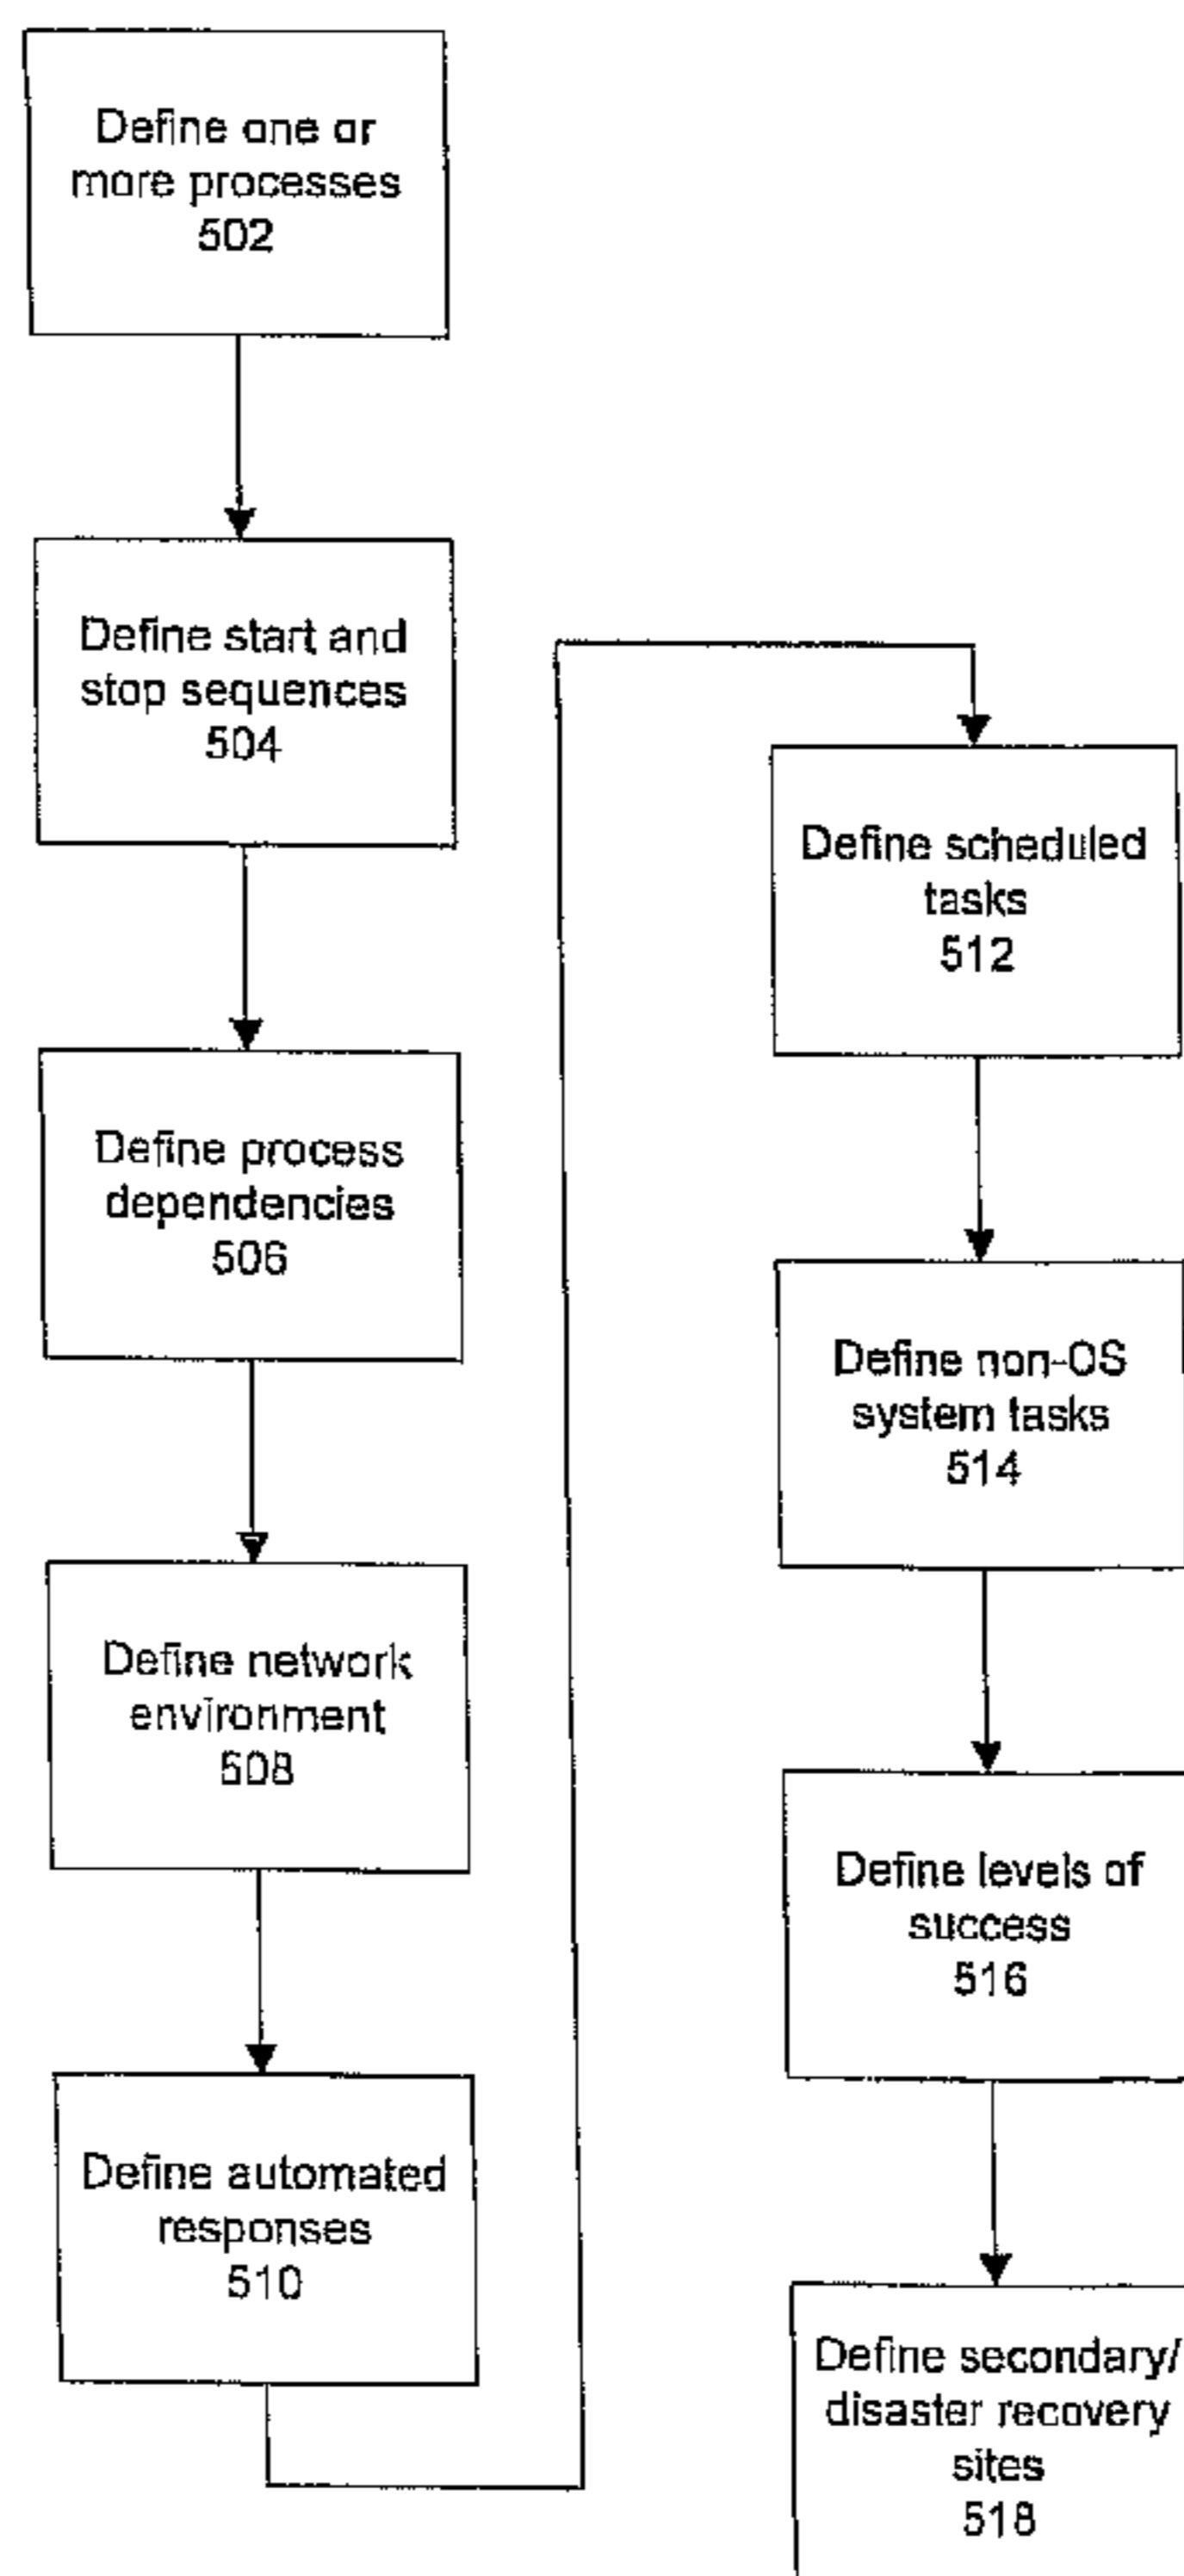 Define one or
more processes
502
Define start and
stop sequences
504
Define process
dependencies
506
Define network
environment
508
Define automated
responses
510
Define scheduled
tasks
512
Define non-OS
system tasks
514
Define levels of
success
516
Define secondary/
disaster recovery
sites
518